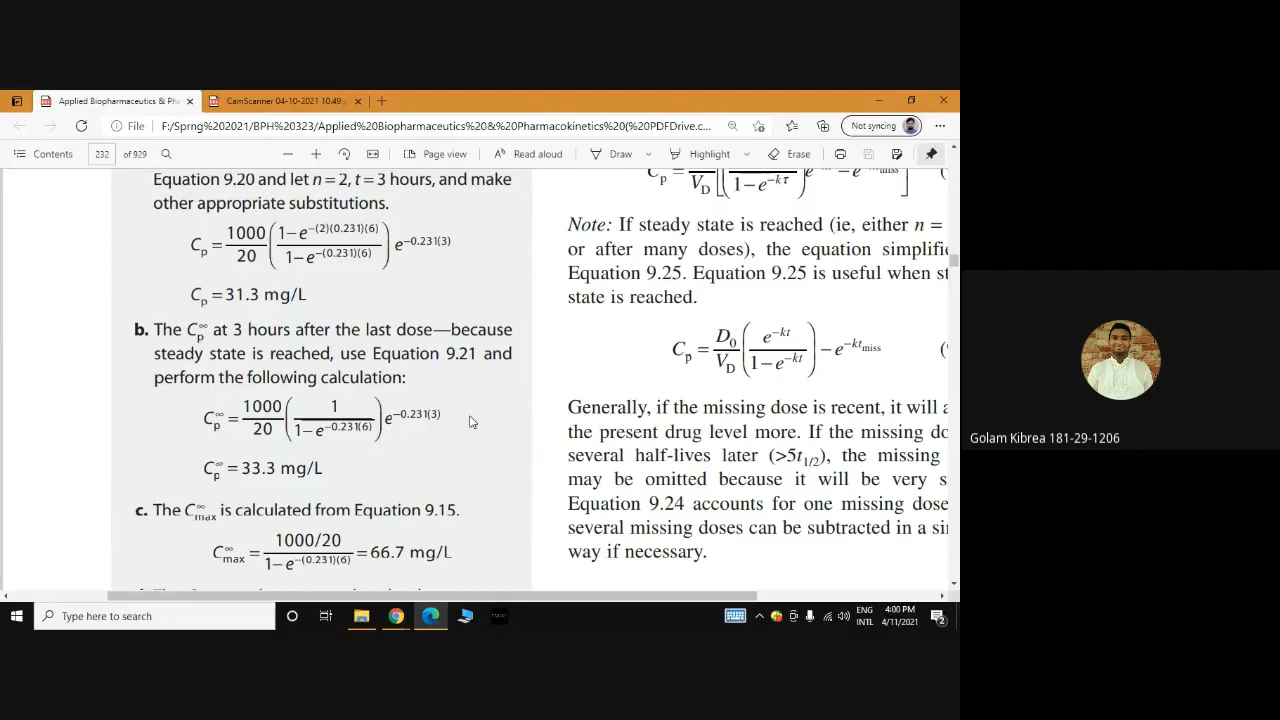 Applied Biopharmaceutics & Pha
CamScanner 04-10-2021 10.49...
File
F:/Sprng%202021/BPH%20323/Applied%20Biopharmaceutics%20&%20Pharmacokinetics%20(%20PDFDrive.c...
Not syncing
Contents
232
of 929
Page view
Read aloud
Draw
Highlight
Erase
Equation 9.20 and let n = 2, t = 3 hours, and make
other appropriate substitutions.
C_p = 1000/20 ((1−e^−(2)(0.231)(6))/(1−e^−(0.231)(6))) e^−0.231(3)
C_p = 31.3 mg/L
b. The C_p^∞ at 3 hours after the last dose—because
steady state is reached, use Equation 9.21 and
perform the following calculation:
C_p^∞ = 1000/20 (1/(1−e^−0.231(6))) e^−0.231(3)
C_p^∞ = 33.3 mg/L
c. The C_max^∞ is calculated from Equation 9.15.
C_max^∞ = (1000/20)/(1−e^−(0.231)(6)) = 66.7 mg/L
Note: If steady state is reached (ie, either n =
or after many doses), the equation simplifie
Equation 9.25. Equation 9.25 is useful when st
state is reached.
C_p = D_0/V_D (e^−kt/(1−e^−kt)) − e^−kt_miss
Generally, if the missing dose is recent, it will a
the present drug level more. If the missing do
several half-lives later (>5t_1/2), the missing
may be omitted because it will be very s
Equation 9.24 accounts for one missing dose
several missing doses can be subtracted in a sin
way if necessary.
Golam Kibrea 181-29-1206
Type here to search
ENG
INTL
4:00 PM
4/11/2021
2